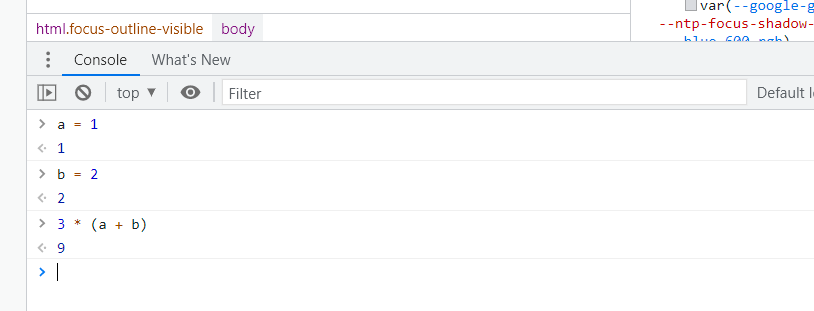 var(--google-g
--ntp-focus-shadow-
blue-600-rgb)
html.focus-outline-visible body
Console What's New
top ▼ Filter Default l
> a = 1
<· 1
> b = 2
<· 2
> 3 * (a + b)
<· 9
>